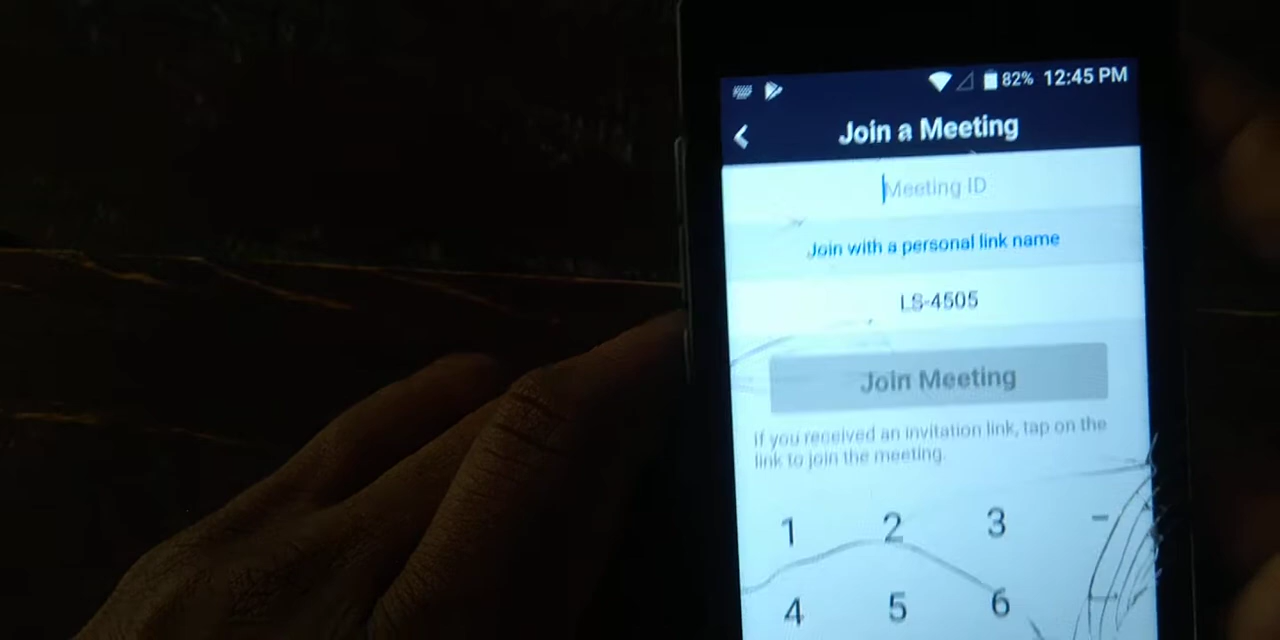 82% 12:45 PM
Join a Meeting
Meeting ID
Join with a personal link name
LS-4505
Join Meeting
If you received an invitation link, tap on the
link to join the meeting.
1 2 3 -
4 5 6